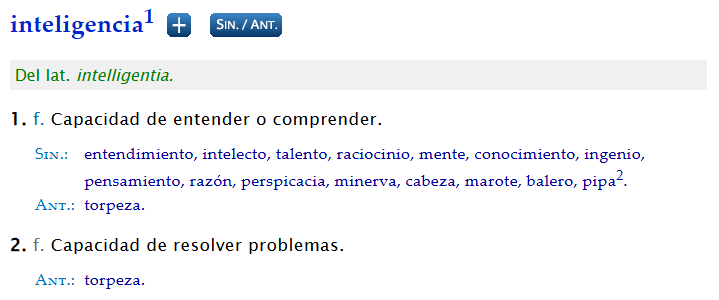 inteligencia1 + SIN. / ANT.
Del lat. intelligentia.
1. f. Capacidad de entender o comprender.
SIN.: entendimiento, intelecto, talento, raciocinio, mente, conocimiento, ingenio,
pensamiento, razón, perspicacia, minerva, cabeza, marote, balero, pipa2.
ANT.: torpeza.
2. f. Capacidad de resolver problemas.
ANT.: torpeza.